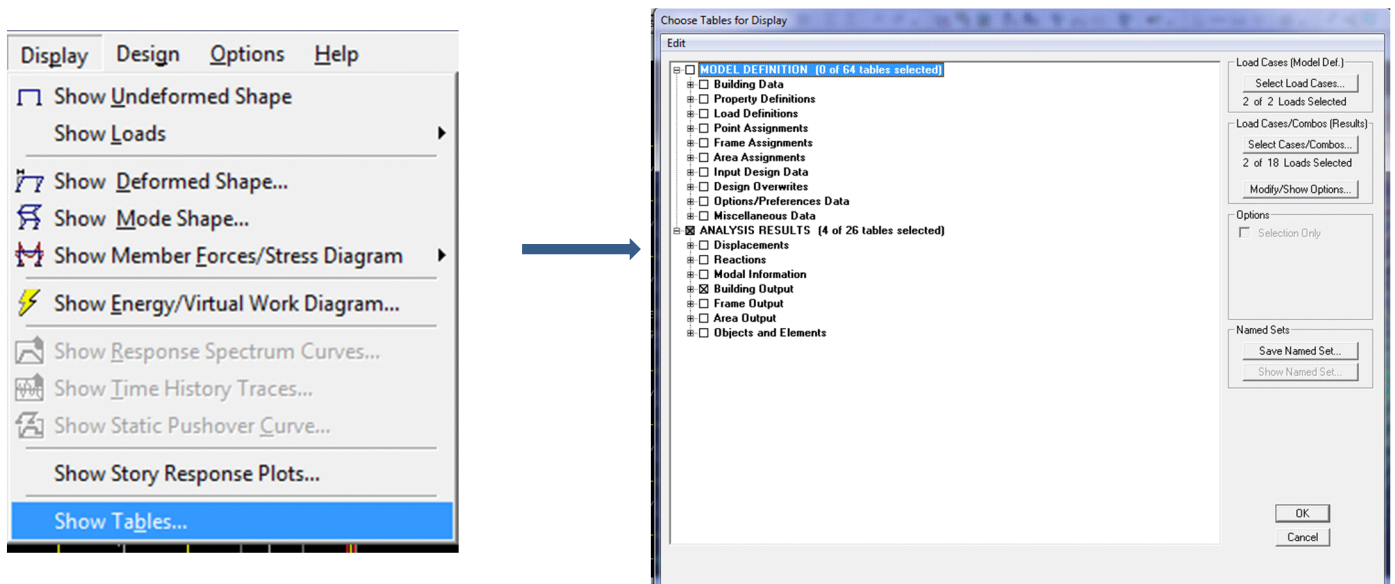 Display Design Options Help
Show Undeformed Shape
Show Loads
Show Deformed Shape...
Show Mode Shape...
Show Member Forces/Stress Diagram
Show Energy/Virtual Work Diagram...
Show Response Spectrum Curves...
Show Time History Traces...
Show Static Pushover Curve...
Show Story Response Plots...
Show Tables...
Choose Tables for Display
Edit
MODEL DEFINITION (0 of 64 tables selected)
Building Data
Property Definitions
Load Definitions
Point Assignments
Frame Assignments
Area Assignments
Input Design Data
Design Overwrites
Options/Preferences Data
Miscellaneous Data
ANALYSIS RESULTS (4 of 26 tables selected)
Displacements
Reactions
Modal Information
Building Output
Frame Output
Area Output
Objects and Elements
Load Cases (Model Def.)
Select Load Cases...
2 of 2 Loads Selected
Load Cases/Combos (Results)
Select Cases/Combos...
2 of 18 Loads Selected
Modify/Show Options...
Options
Selection Only
Named Sets
Save Named Set...
Show Named Set...
OK
Cancel